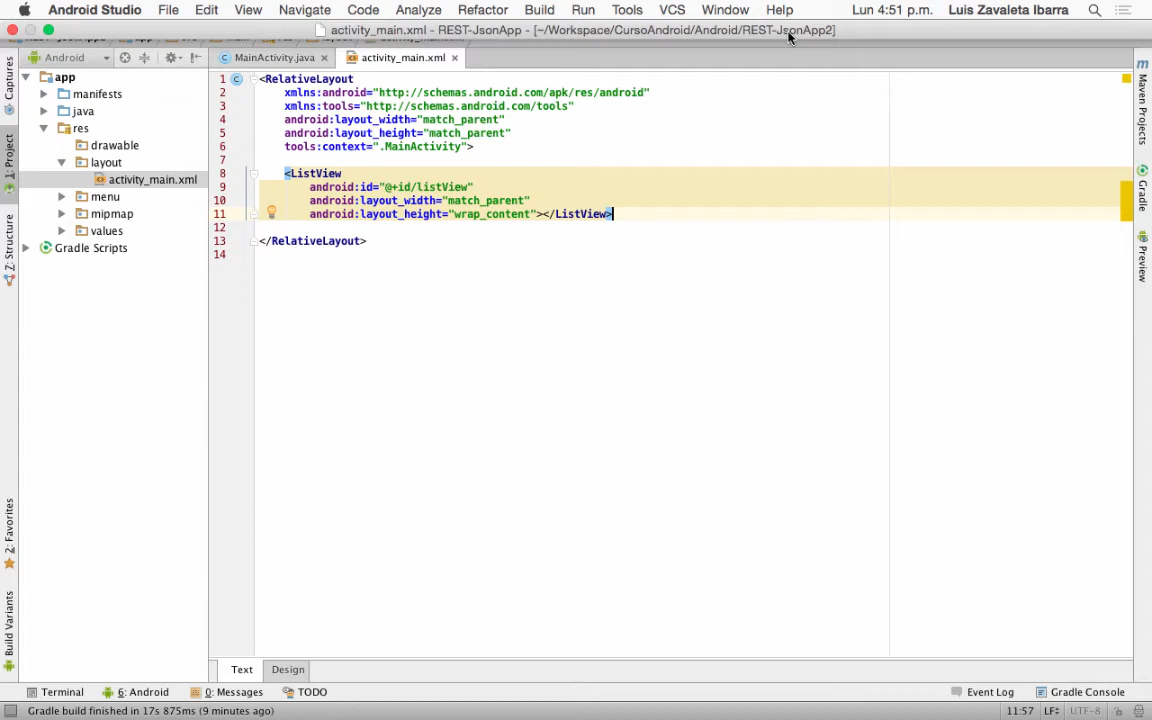 Android Studio File Edit View Navigate Code Analyze Refactor Build Run Tools VCS Window Help Lun 4:51 p.m. Luis Zavaleta Ibarra
activity_main.xml - REST-JsonApp - [~/Workspace/CursoAndroid/Android/REST-JsonApp2]
Android
MainActivity.java
activity_main.xml
app
manifests
java
res
drawable
layout
activity_main.xml
menu
mipmap
values
Gradle Scripts
Captures
1: Project
Z: Structure
2: Favorites
Build Variants
1 <RelativeLayout
2 xmlns:android="http://schemas.android.com/apk/res/android"
3 xmlns:tools="http://schemas.android.com/tools"
4 android:layout_width="match_parent"
5 android:layout_height="match_parent"
6 tools:context=".MainActivity">
7
8 <ListView
9 android:id="@+id/listView"
10 android:layout_width="match_parent"
11 android:layout_height="wrap_content"></ListView>
12
13 </RelativeLayout>
14
Maven Projects
Gradle
Preview
Text Design
Terminal 6: Android 0: Messages TODO Event Log Gradle Console
Gradle build finished in 17s 875ms (9 minutes ago) 11:57 LF UTF-8